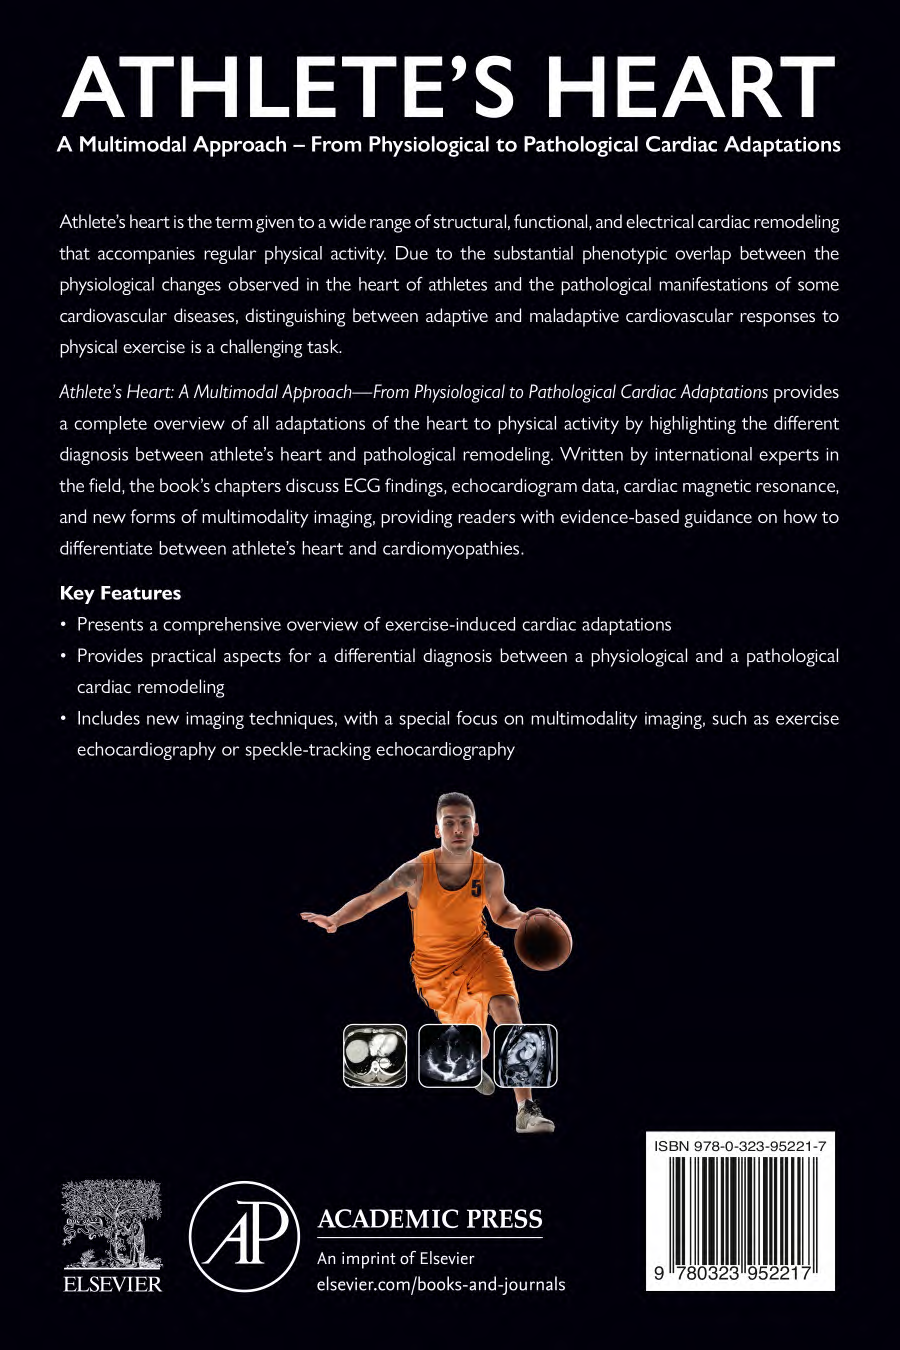 ATHLETE’S HEART
A Multimodal Approach – From Physiological to Pathological Cardiac Adaptations
Athlete’s heart is the term given to a wide range of structural, functional, and electrical cardiac remodeling
that accompanies regular physical activity. Due to the substantial phenotypic overlap between the
physiological changes observed in the heart of athletes and the pathological manifestations of some
cardiovascular diseases, distinguishing between adaptive and maladaptive cardiovascular responses to
physical exercise is a challenging task.
Athlete’s Heart: A Multimodal Approach—From Physiological to Pathological Cardiac Adaptations provides
a complete overview of all adaptations of the heart to physical activity by highlighting the different
diagnosis between athlete’s heart and pathological remodeling. Written by international experts in
the field, the book’s chapters discuss ECG findings, echocardiogram data, cardiac magnetic resonance,
and new forms of multimodality imaging, providing readers with evidence-based guidance on how to
differentiate between athlete’s heart and cardiomyopathies.
Key Features
• Presents a comprehensive overview of exercise-induced cardiac adaptations
• Provides practical aspects for a differential diagnosis between a physiological and a pathological
cardiac remodeling
• Includes new imaging techniques, with a special focus on multimodality imaging, such as exercise
echocardiography or speckle-tracking echocardiography
5
ELSEVIER
AP
ACADEMIC PRESS
An imprint of Elsevier
elsevier.com/books-and-journals
ISBN 978-0-323-95221-7
9 780323 952217